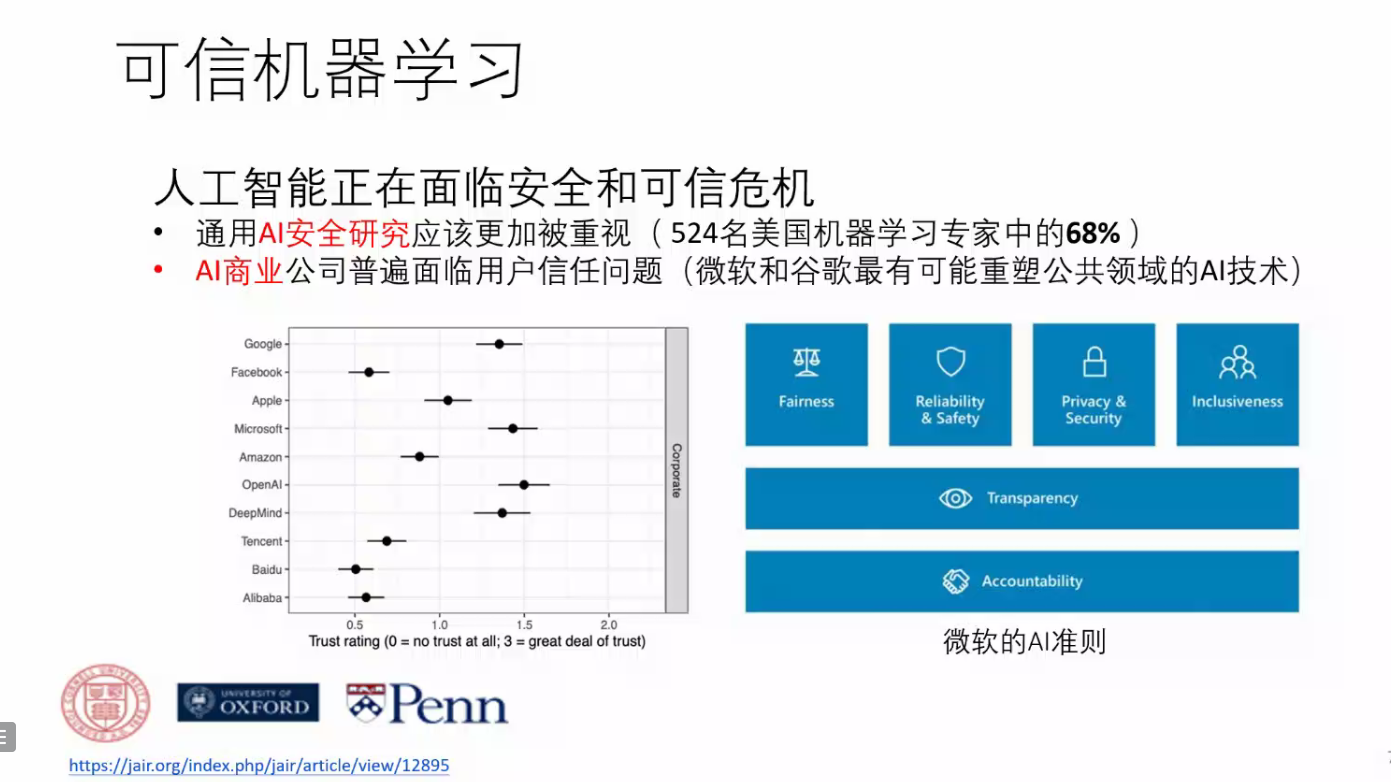 可信机器学习
人工智能正在面临安全和可信危机
• 通用AI安全研究应该更加被重视（524名美国机器学习专家中的68%）
• AI商业公司普遍面临用户信任问题（微软和谷歌最有可能重塑公共领域的AI技术）
Google
Facebook
Apple
Microsoft
Amazon
OpenAI
DeepMind
Tencent
Baidu
Alibaba
Corporate
0.5 1.0 1.5 2.0
Trust rating (0 = no trust at all; 3 = great deal of trust)
Fairness
Reliability
& Safety
Privacy &
Security
Inclusiveness
Transparency
Accountability
微软的AI准则
UNIVERSITY OF
OXFORD
Penn
https://jair.org/index.php/jair/article/view/12895